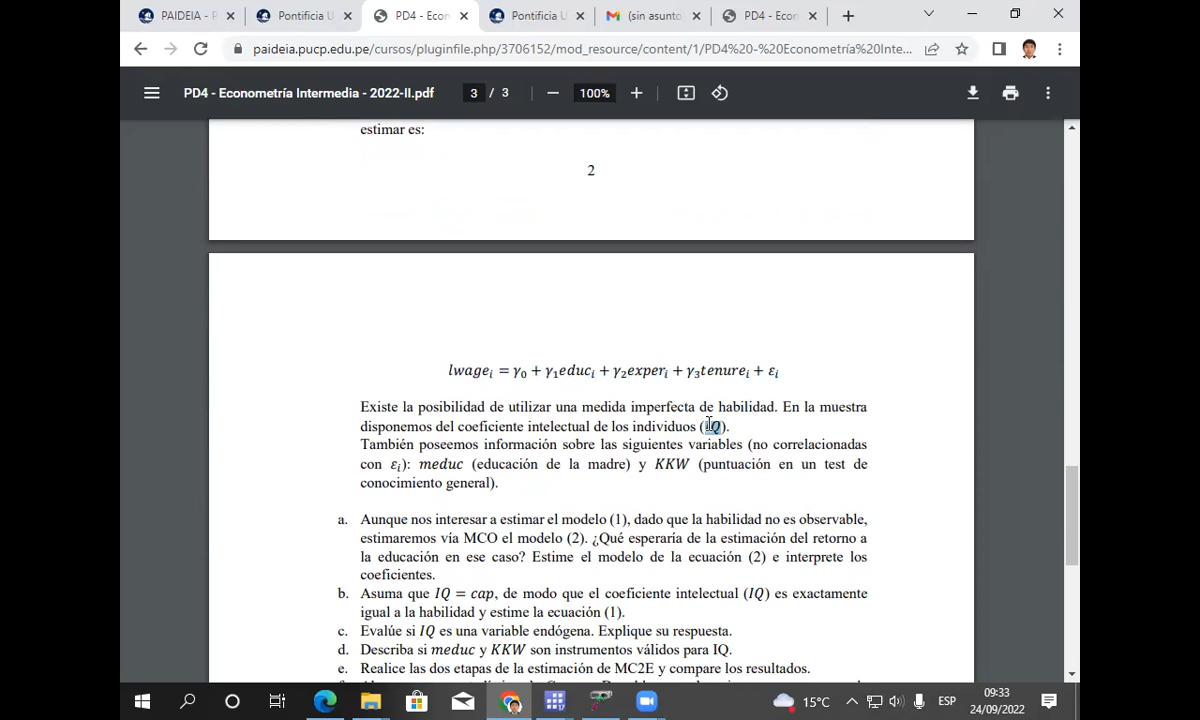 PAIDEIA - P
Pontificia U
PD4 - Econ
Pontificia U
(sin asunto
PD4 - Econ
paideia.pucp.edu.pe/cursos/pluginfile.php/3706152/mod_resource/content/1/PD4%20-%20Econometría%20Inte...
PD4 - Econometría Intermedia - 2022-II.pdf
3 / 3
100%
estimar es:
2
lwageᵢ = γ₀ + γ₁educᵢ + γ₂experᵢ + γ₃tenureᵢ + εᵢ
Existe la posibilidad de utilizar una medida imperfecta de habilidad. En la muestra
disponemos del coeficiente intelectual de los individuos (IQ).
También poseemos información sobre las siguientes variables (no correlacionadas
con εᵢ): meduc (educación de la madre) y KKW (puntuación en un test de
conocimiento general).
a. Aunque nos interesar a estimar el modelo (1), dado que la habilidad no es observable,
estimaremos vía MCO el modelo (2). ¿Qué esperaría de la estimación del retorno a
la educación en ese caso? Estime el modelo de la ecuación (2) e interprete los
coeficientes.
b. Asuma que IQ = cap, de modo que el coeficiente intelectual (IQ) es exactamente
igual a la habilidad y estime la ecuación (1).
c. Evalúe si IQ es una variable endógena. Explique su respuesta.
d. Describa si meduc y KKW son instrumentos válidos para IQ.
e. Realice las dos etapas de la estimación de MC2E y compare los resultados.
15°C
ESP
09:33
24/09/2022